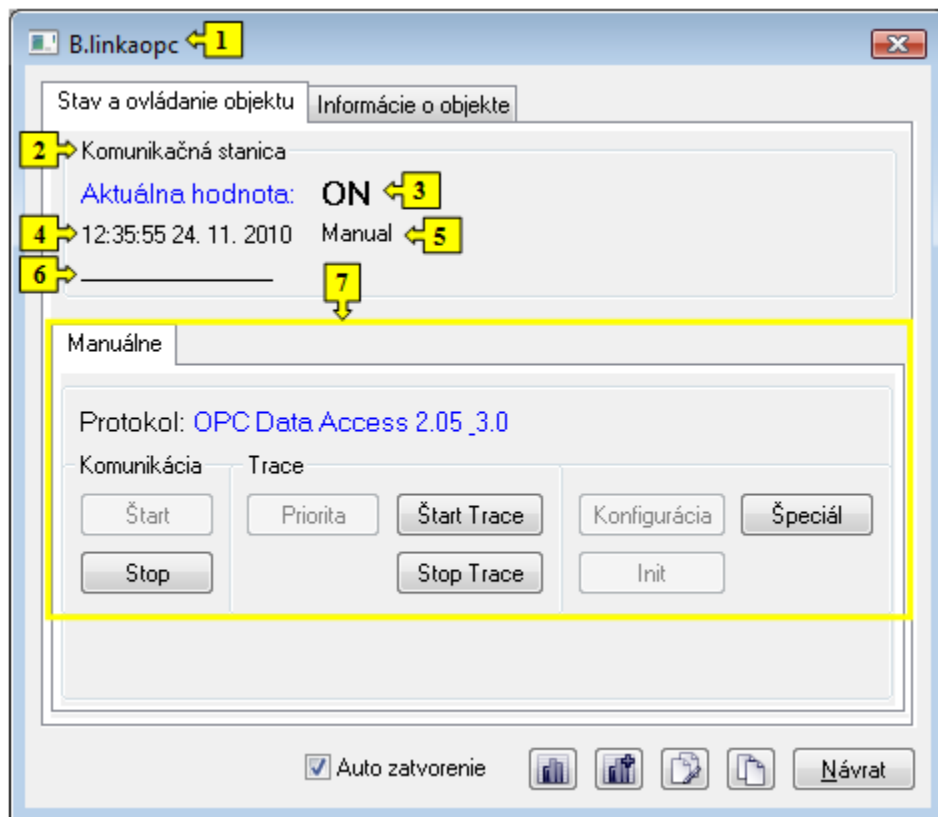 B.linkaopc 1
Stav a ovládanie objektu Informácie o objekte
2 Komunikačná stanica
Aktuálna hodnota: ON 3
4 12:35:55 24. 11. 2010 Manual 5
6 7
Manuálne
Protokol: OPC Data Access 2.05_3.0
Komunikácia Trace
Štart Priorita Štart Trace Konfigurácia Špeciál
Stop Stop Trace Init
Auto zatvorenie Návrat